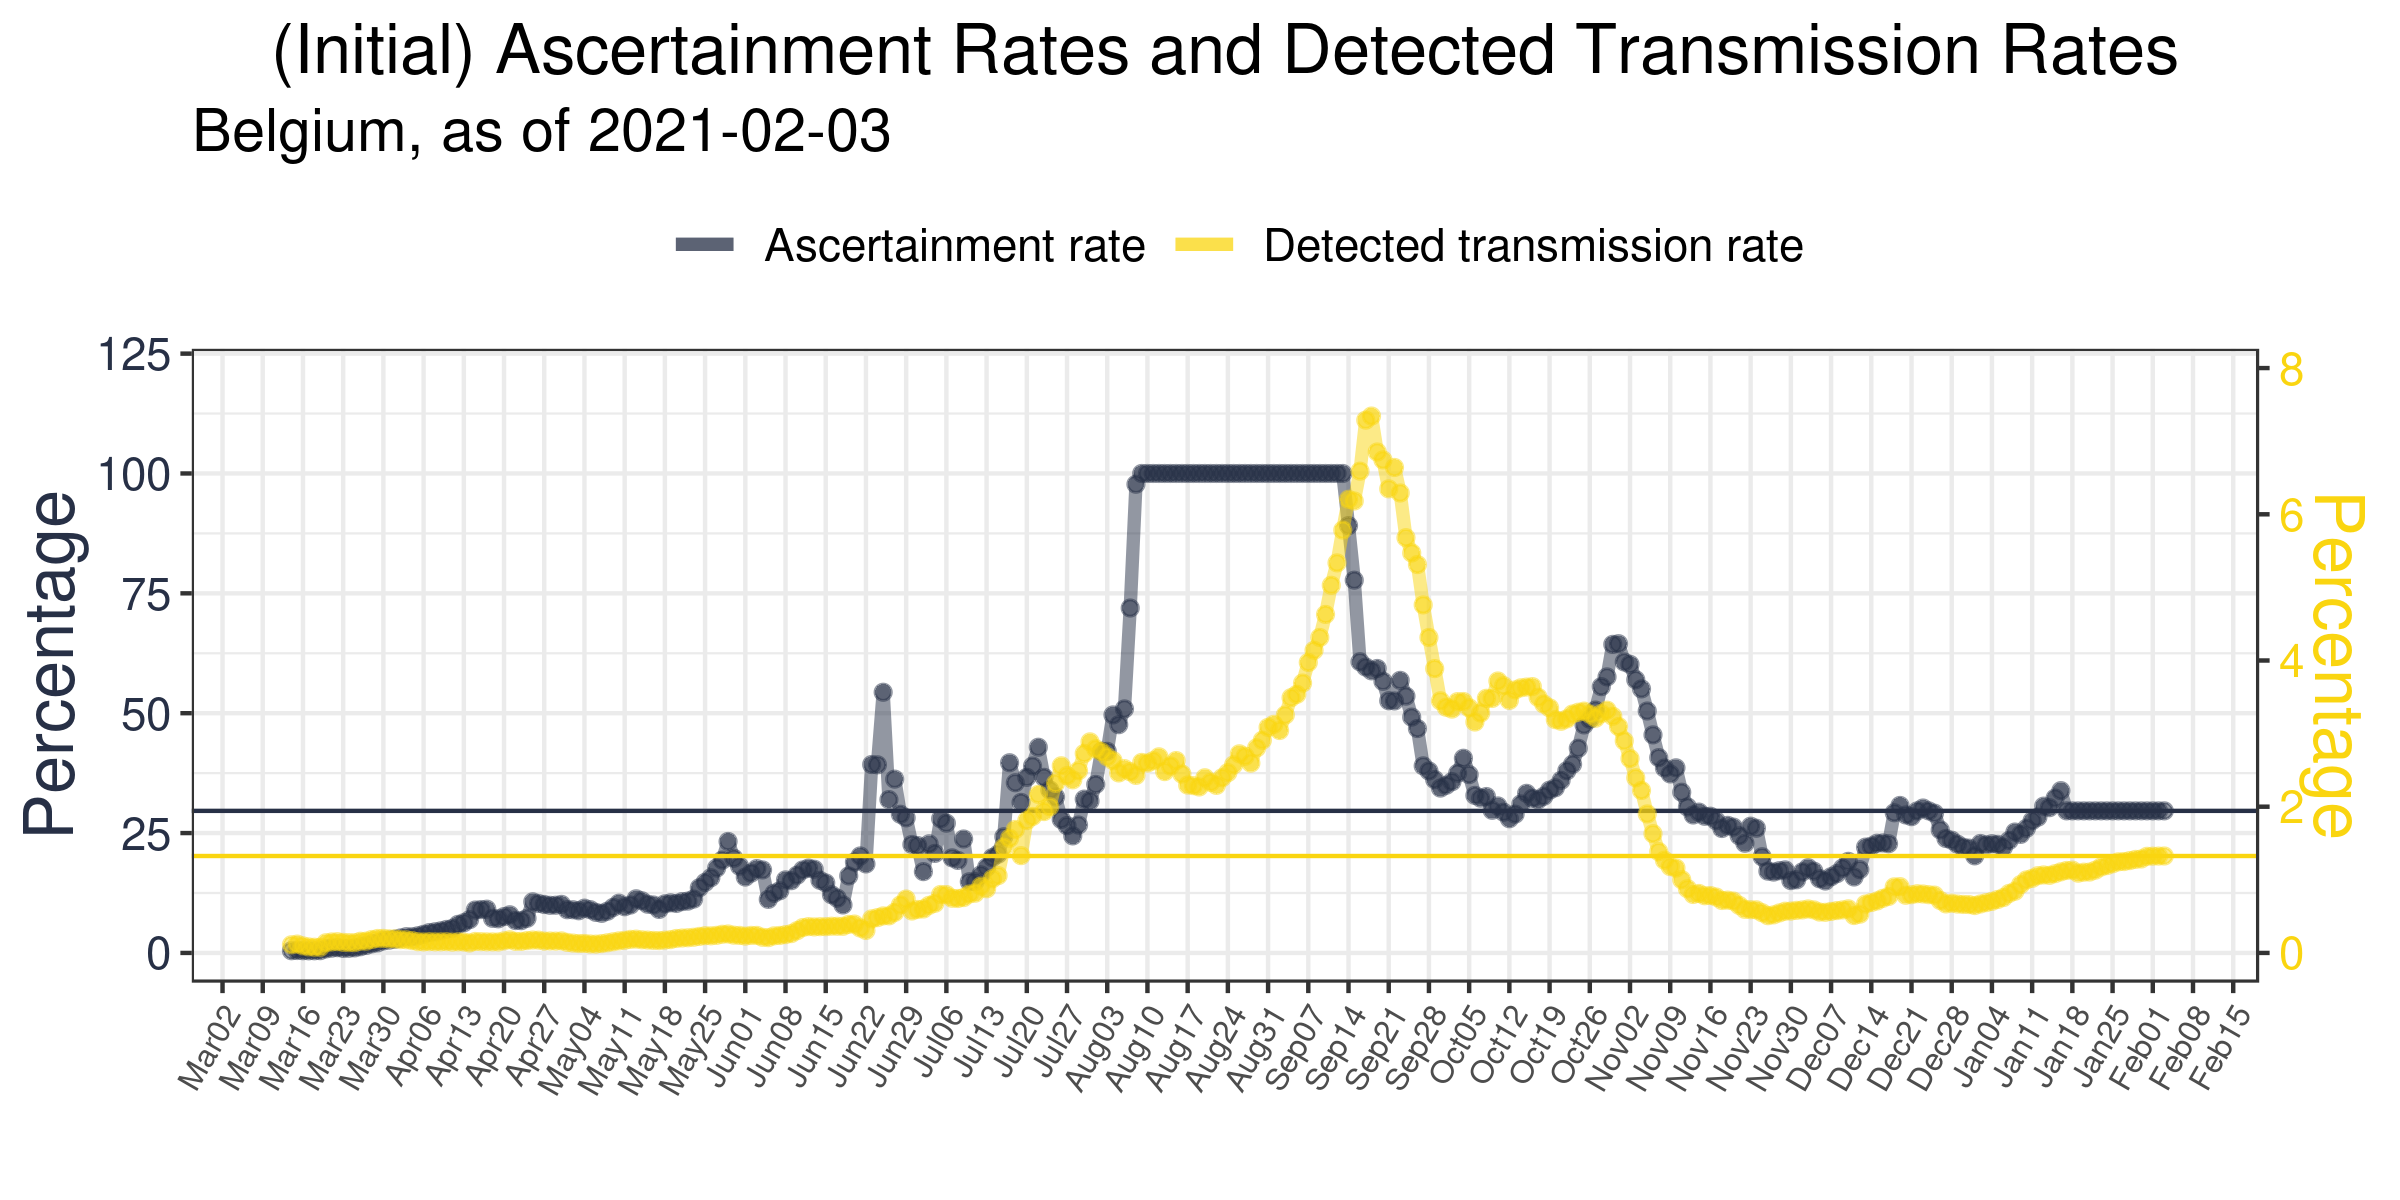 (Initial) Ascertainment Rates and Detected Transmission Rates
Belgium, as of 2021-02-03
Ascertainment rate
Detected transmission rate
Percentage
125
100
75
50
25
0
8
6
4
2
0
Percentage
Mar02
Mar09
Mar16
Mar23
Mar30
Apr06
Apr13
Apr20
Apr27
May04
May11
May18
May25
Jun01
Jun08
Jun15
Jun22
Jun29
Jul06
Jul13
Jul20
Jul27
Aug03
Aug10
Aug17
Aug24
Aug31
Sep07
Sep14
Sep21
Sep28
Oct05
Oct12
Oct19
Oct26
Nov02
Nov09
Nov16
Nov23
Nov30
Dec07
Dec14
Dec21
Dec28
Jan04
Jan11
Jan18
Jan25
Feb01
Feb08
Feb15